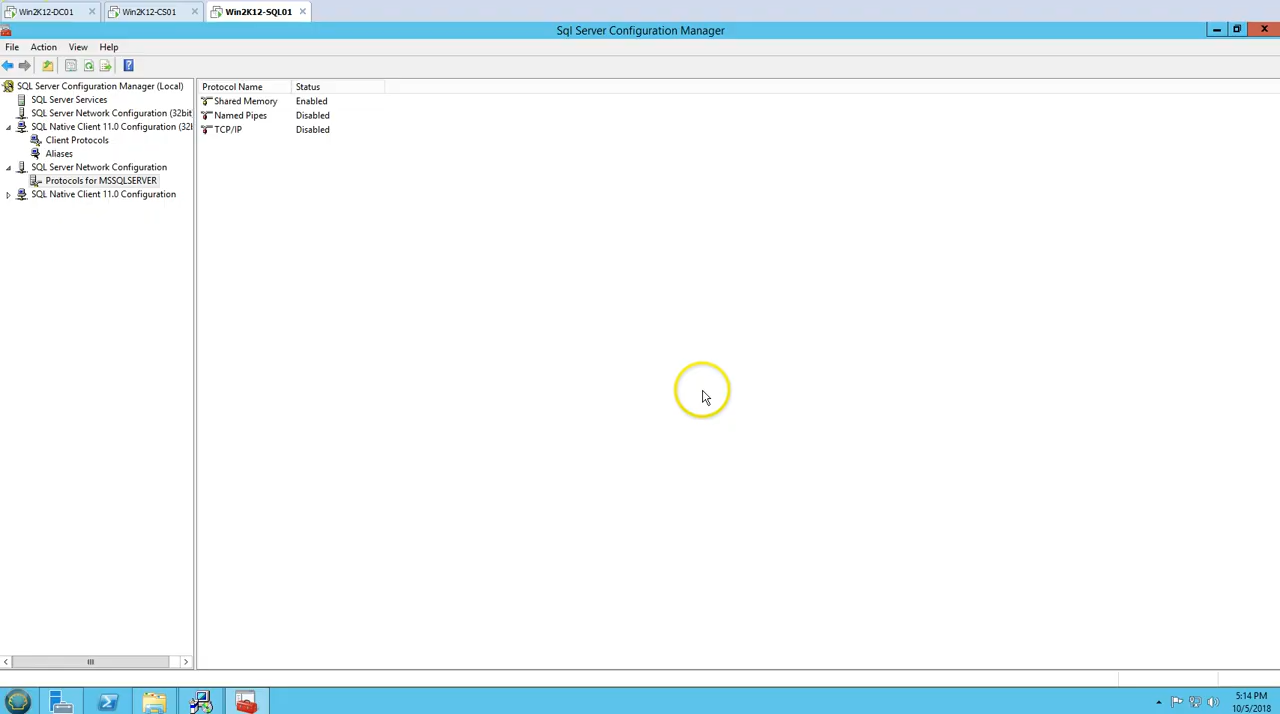 Win2K12-DC01 Win2K12-CS01 Win2K12-SQL01
Sql Server Configuration Manager
File Action View Help
SQL Server Configuration Manager (Local)
SQL Server Services
SQL Server Network Configuration (32bit
SQL Native Client 11.0 Configuration (32l
Client Protocols
Aliases
SQL Server Network Configuration
Protocols for MSSQLSERVER
SQL Native Client 11.0 Configuration
Protocol Name Status
Shared Memory Enabled
Named Pipes Disabled
TCP/IP Disabled
5:14 PM
10/5/2018